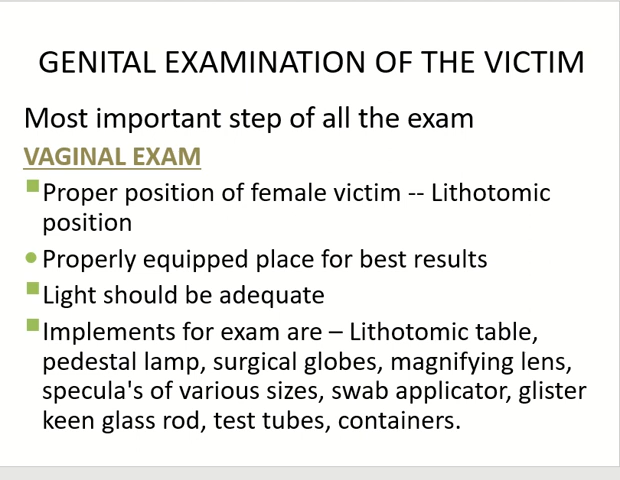 GENITAL EXAMINATION OF THE VICTIM
Most important step of all the exam
VAGINAL EXAM
Proper position of female victim -- Lithotomic
position
Properly equipped place for best results
Light should be adequate
Implements for exam are – Lithotomic table,
pedestal lamp, surgical globes, magnifying lens,
specula's of various sizes, swab applicator, glister
keen glass rod, test tubes, containers.